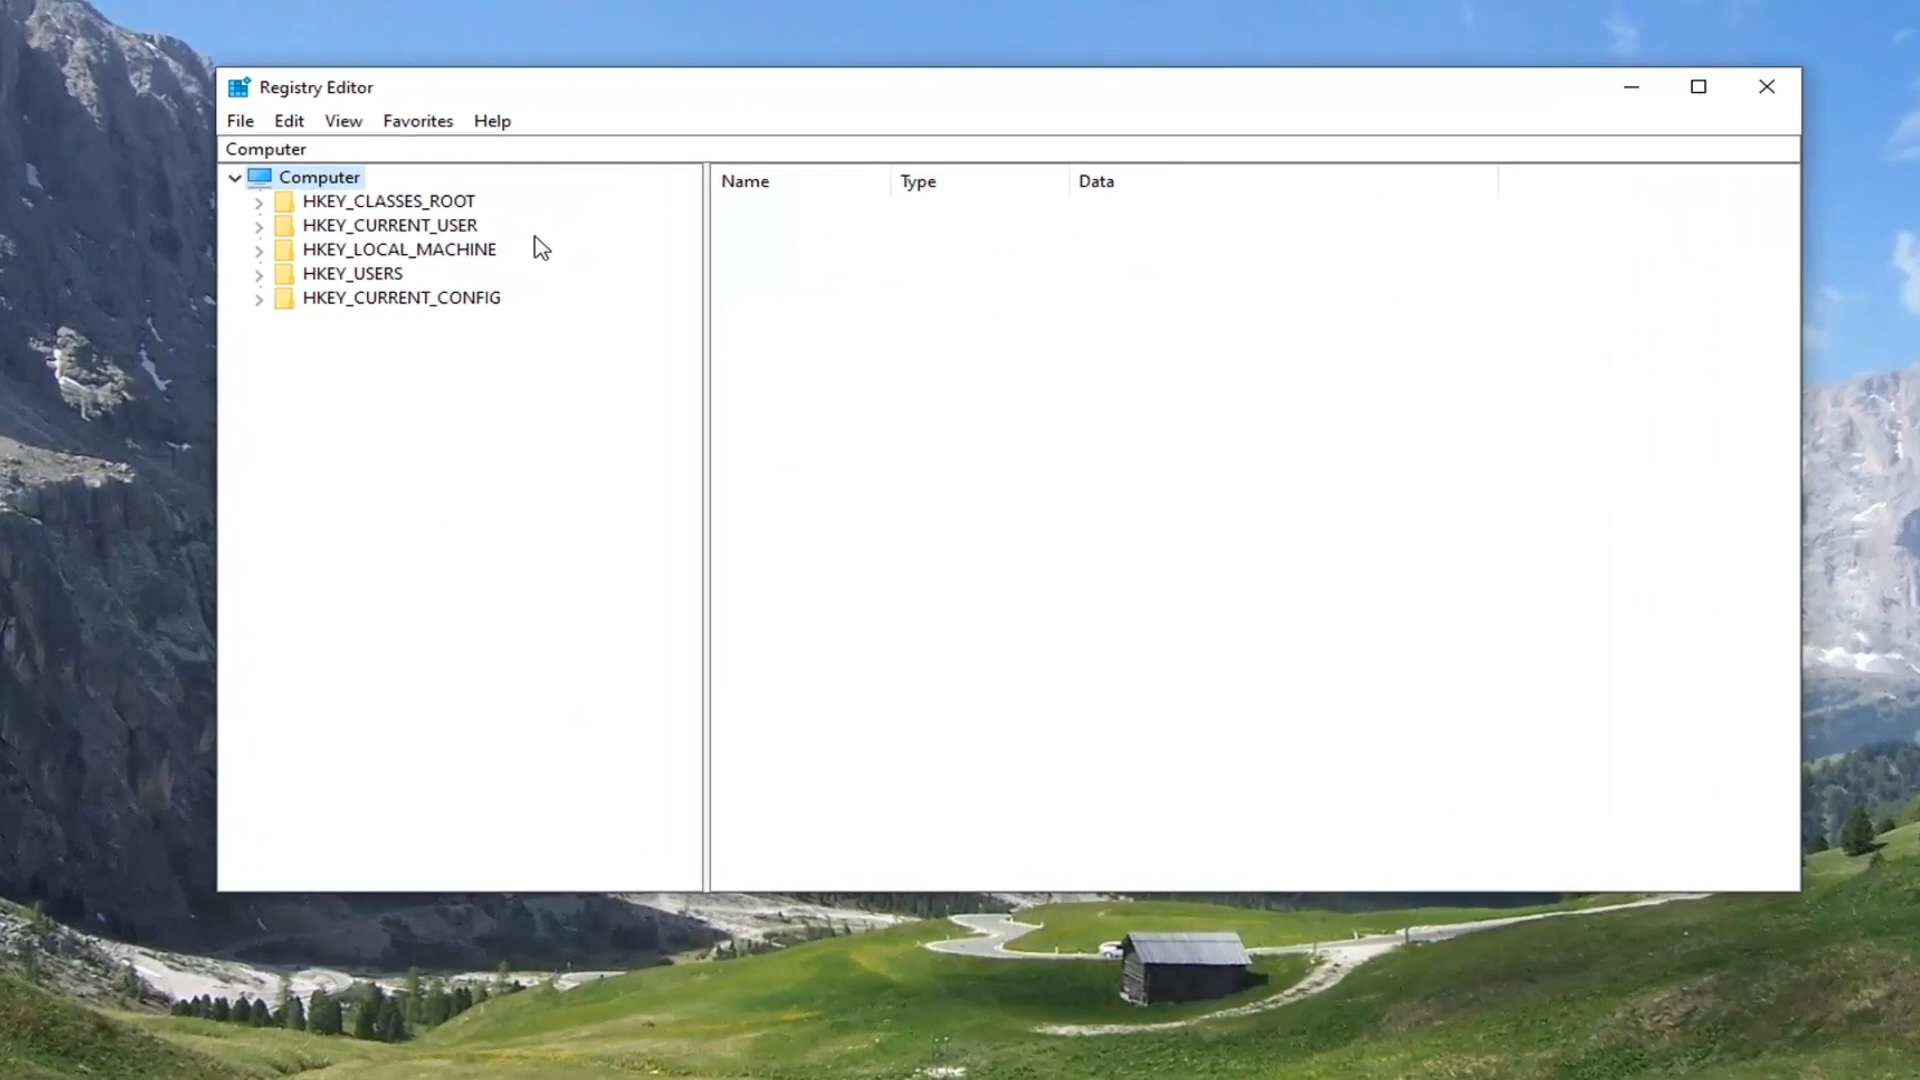 Registry Editor
File Edit View Favorites Help
Computer
Computer
HKEY_CLASSES_ROOT
HKEY_CURRENT_USER
HKEY_LOCAL_MACHINE
HKEY_USERS
HKEY_CURRENT_CONFIG
Name Type Data